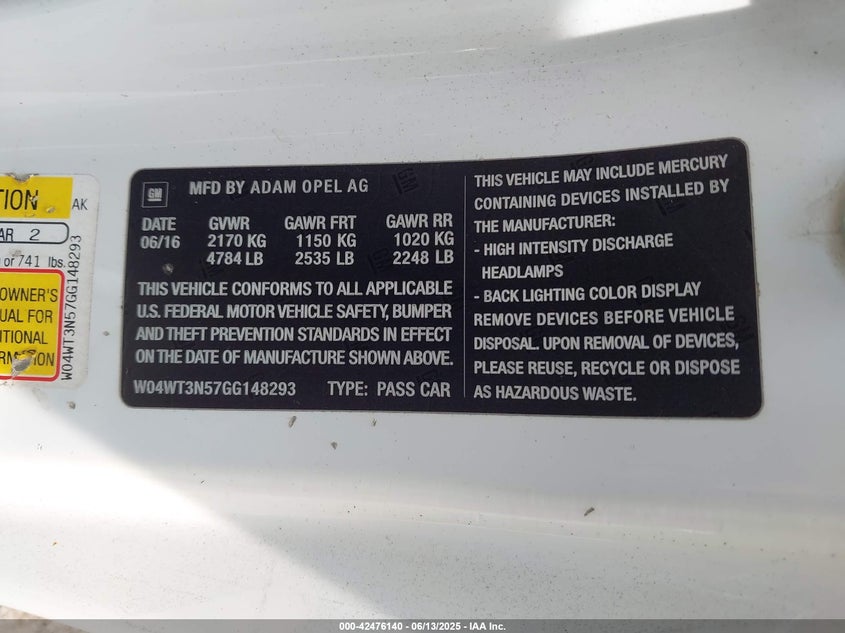 TION
AK
AR 2
or 741 lbs.
OWNER'S
UAL FOR
ITIONAL
RMATION
W04WT3N57GG148293
GM
MFD BY ADAM OPEL AG
DATE GVWR GAWR FRT GAWR RR
06/16 2170 KG 1150 KG 1020 KG
4784 LB 2535 LB 2248 LB
THIS VEHICLE CONFORMS TO ALL APPLICABLE
U.S. FEDERAL MOTOR VEHICLE SAFETY, BUMPER
AND THEFT PREVENTION STANDARDS IN EFFECT
ON THE DATE OF MANUFACTURE SHOWN ABOVE.
W04WT3N57GG148293 TYPE: PASS CAR
THIS VEHICLE MAY INCLUDE MERCURY
CONTAINING DEVICES INSTALLED BY
THE MANUFACTURER:
- HIGH INTENSITY DISCHARGE
HEADLAMPS
- BACK LIGHTING COLOR DISPLAY
REMOVE DEVICES BEFORE VEHICLE
DISPOSAL. UPON REMOVAL OF DEVICES,
PLEASE REUSE, RECYCLE OR DISPOSE
AS HAZARDOUS WASTE.
000-42476140 - 06/13/2025 - IAA Inc.